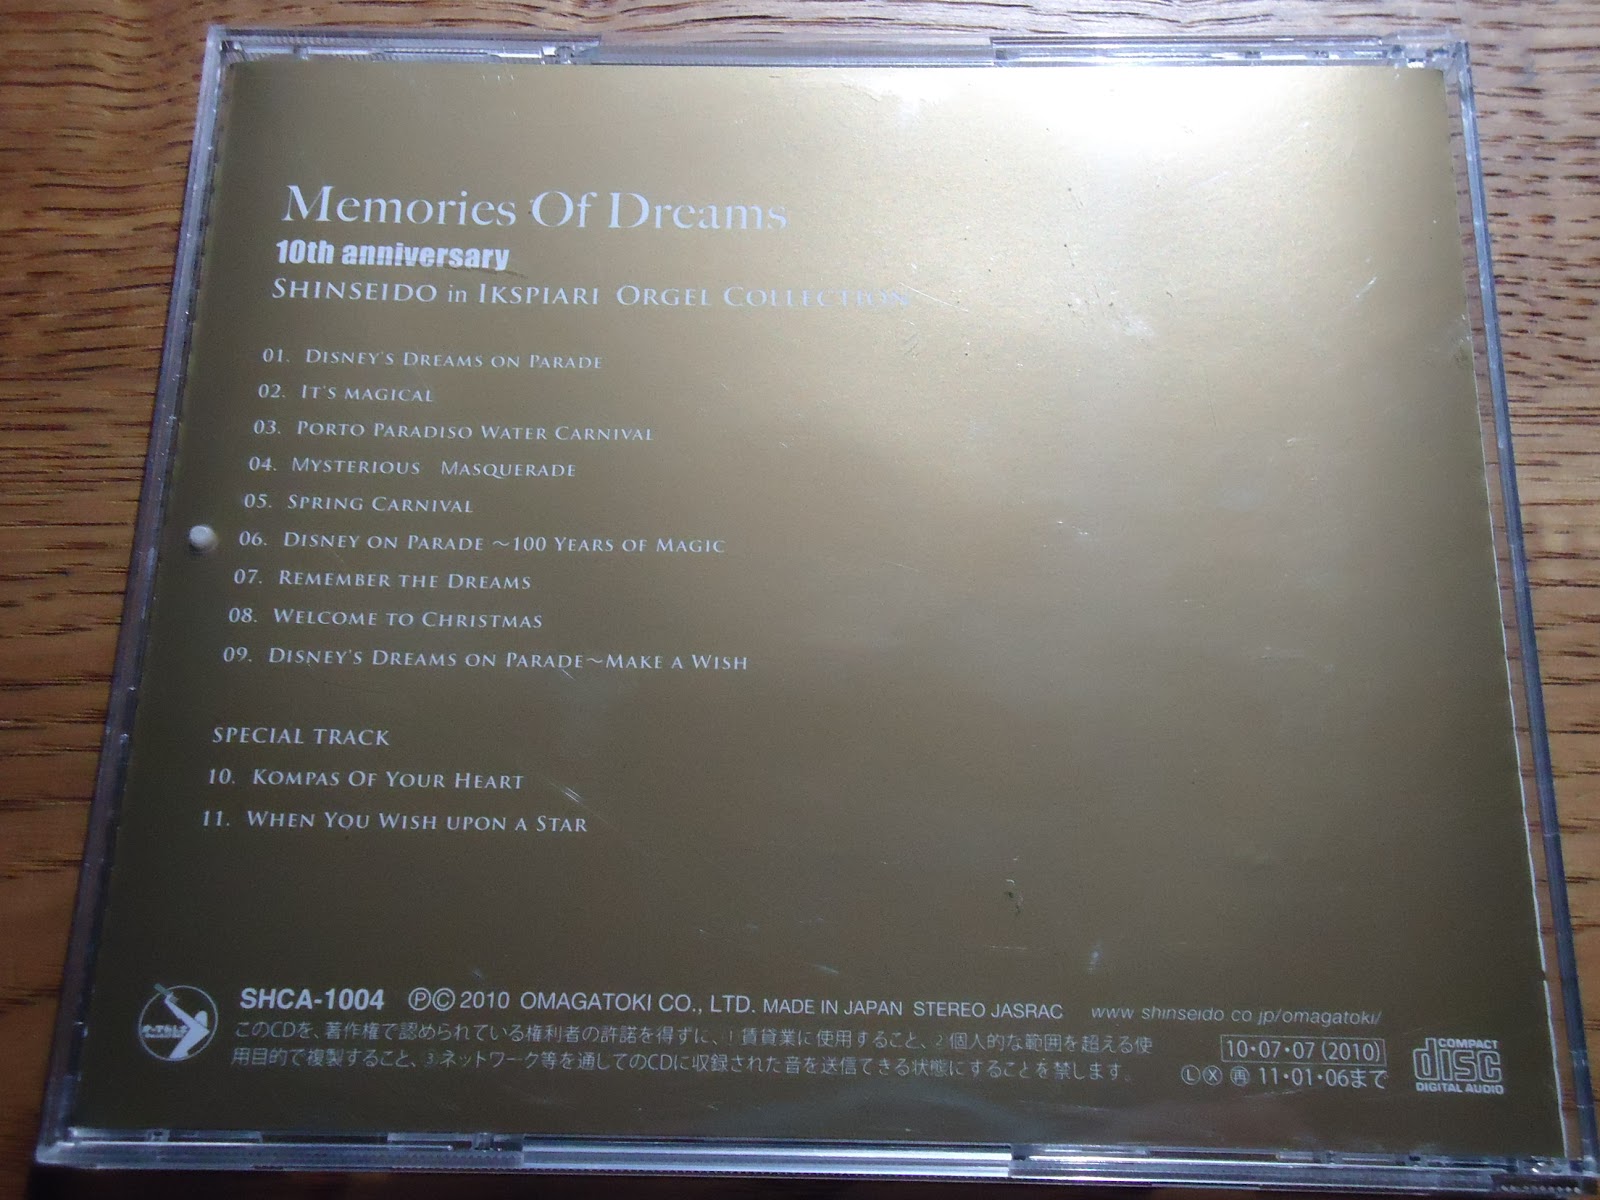 Memories Of Dreams
10th anniversary
SHINSEIDO in IKSPIARI ORGEL COLLECTION
01. DISNEY'S DREAMS ON PARADE
02. IT'S MAGICAL
03. PORTO PARADISO WATER CARNIVAL
04. MYSTERIOUS MASQUERADE
05. SPRING CARNIVAL
06. DISNEY ON PARADE ～100 YEARS OF MAGIC
07. REMEMBER THE DREAMS
08. WELCOME TO CHRISTMAS
09. DISNEY'S DREAMS ON PARADE～MAKE A WISH
SPECIAL TRACK
10. KOMPAS OF YOUR HEART
11. WHEN YOU WISH UPON A STAR
SHCA-1004 ℗© 2010 OMAGATOKI CO., LTD. MADE IN JAPAN STEREO JASRAC www.shinseido.co.jp/omagatoki/
このCDを、著作権で認められている権利者の許諾を得ずに、1 賃貸業に使用すること、2 個人的な範囲を超える使
用目的で複製すること、③ネットワーク等を通してのCDに収録された音を送信できる状態にすることを禁します。
10・07・07 (2010)
Ⓛ Ⓧ ㊢ 11・01・06まで
COMPACT
disc
DIGITAL AUDIO